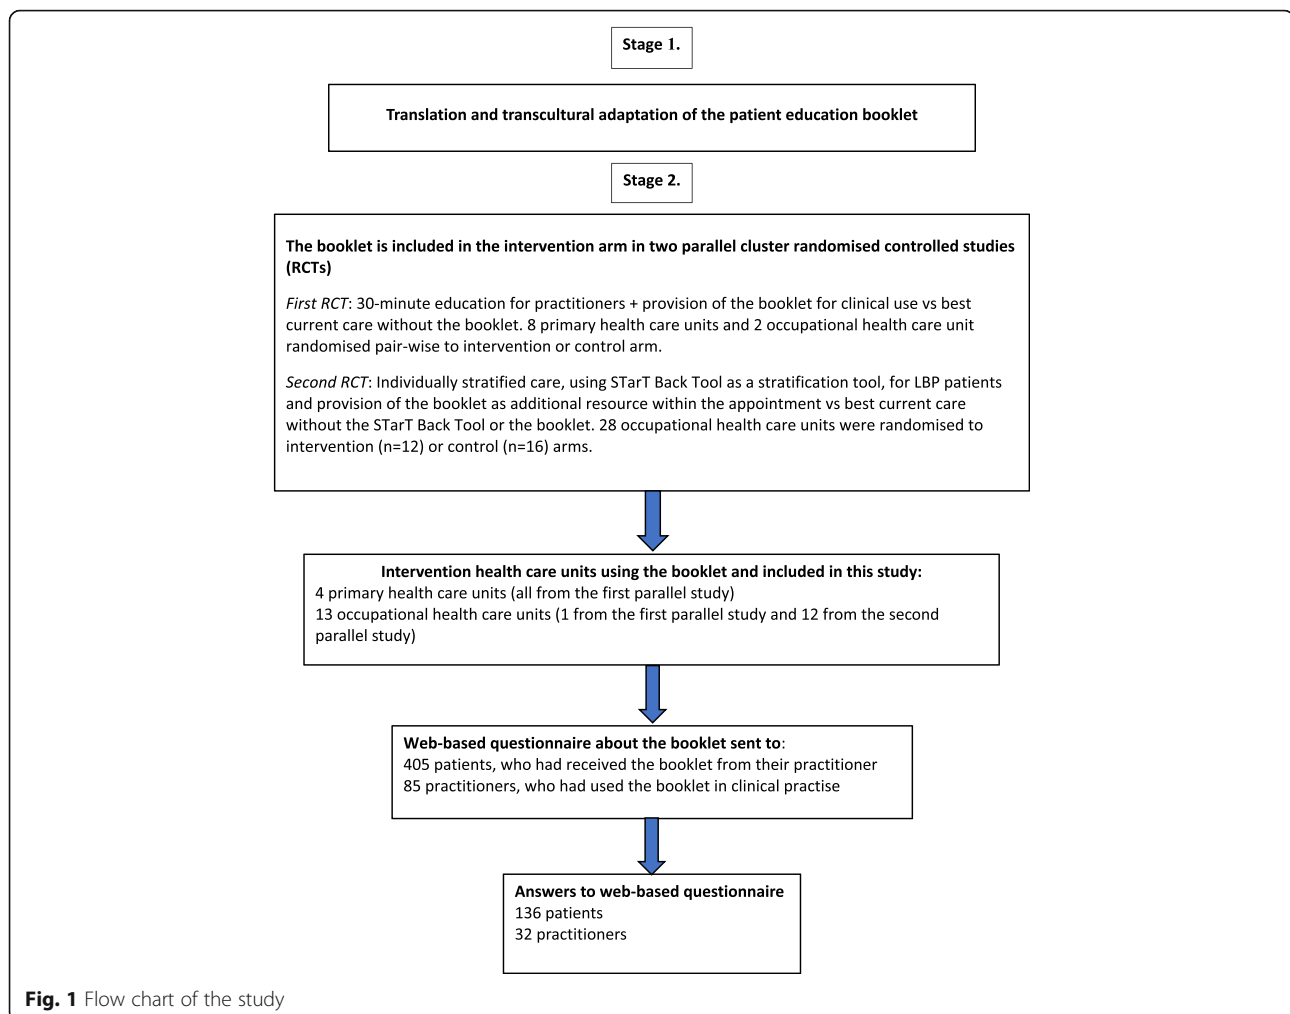 Stage 1.
Translation and transcultural adaptation of the patient education booklet
Stage 2.
The booklet is included in the intervention arm in two parallel cluster randomised controlled studies
(RCTs)
First RCT: 30-minute education for practitioners + provision of the booklet for clinical use vs best
current care without the booklet. 8 primary health care units and 2 occupational health care unit
randomised pair-wise to intervention or control arm.
Second RCT: Individually stratified care, using STarT Back Tool as a stratification tool, for LBP patients
and provision of the booklet as additional resource within the appointment vs best current care
without the STarT Back Tool or the booklet. 28 occupational health care units were randomised to
intervention (n=12) or control (n=16) arms.
Intervention health care units using the booklet and included in this study:
4 primary health care units (all from the first parallel study)
13 occupational health care units (1 from the first parallel study and 12 from the second
parallel study)
Web-based questionnaire about the booklet sent to:
405 patients, who had received the booklet from their practitioner
85 practitioners, who had used the booklet in clinical practise
Answers to web-based questionnaire
136 patients
32 practitioners
Fig. 1 Flow chart of the study